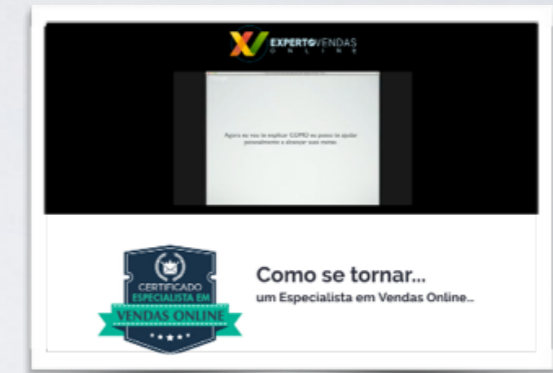 EXPERTOVENDAS
ONLINE
Agora eu vou te explicar COMO eu posso te ajudar
pessoalmente a alcançar suas metas
CERTIFICADO
ESPECIALISTA EM
VENDAS ONLINE
Como se tornar...
um Especialista em Vendas Online...